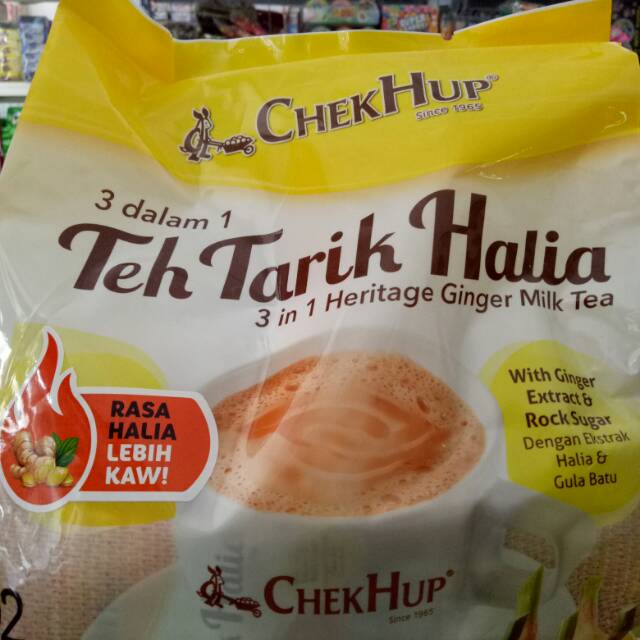 CHEKHUP®
Since 1965
3 dalam 1
Teh Tarik Halia
3 in 1 Heritage Ginger Milk Tea
RASA
HALIA
LEBIH
KAW!
With Ginger
Extract &
Rock Sugar
Dengan Ekstrak
Halia &
Gula Batu
CHEKHUP®
Since 1965
2